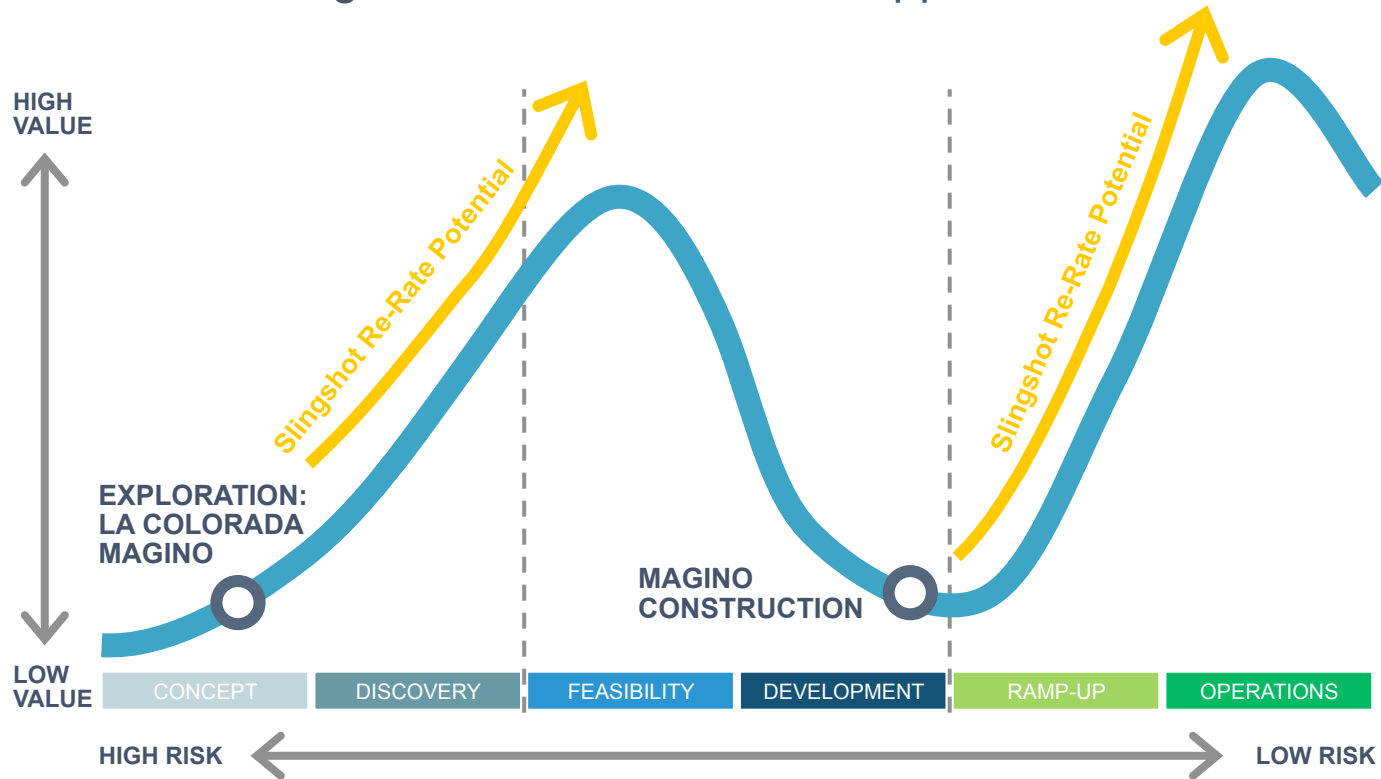 HIGH
VALUE
Slingshot Re-Rate Potential
Slingshot Re-Rate Potential
EXPLORATION:
LA COLORADA
MAGINO
MAGINO
CONSTRUCTION
LOW
VALUE
CONCEPT
DISCOVERY
FEASIBILITY
DEVELOPMENT
RAMP-UP
OPERATIONS
HIGH RISK
LOW RISK